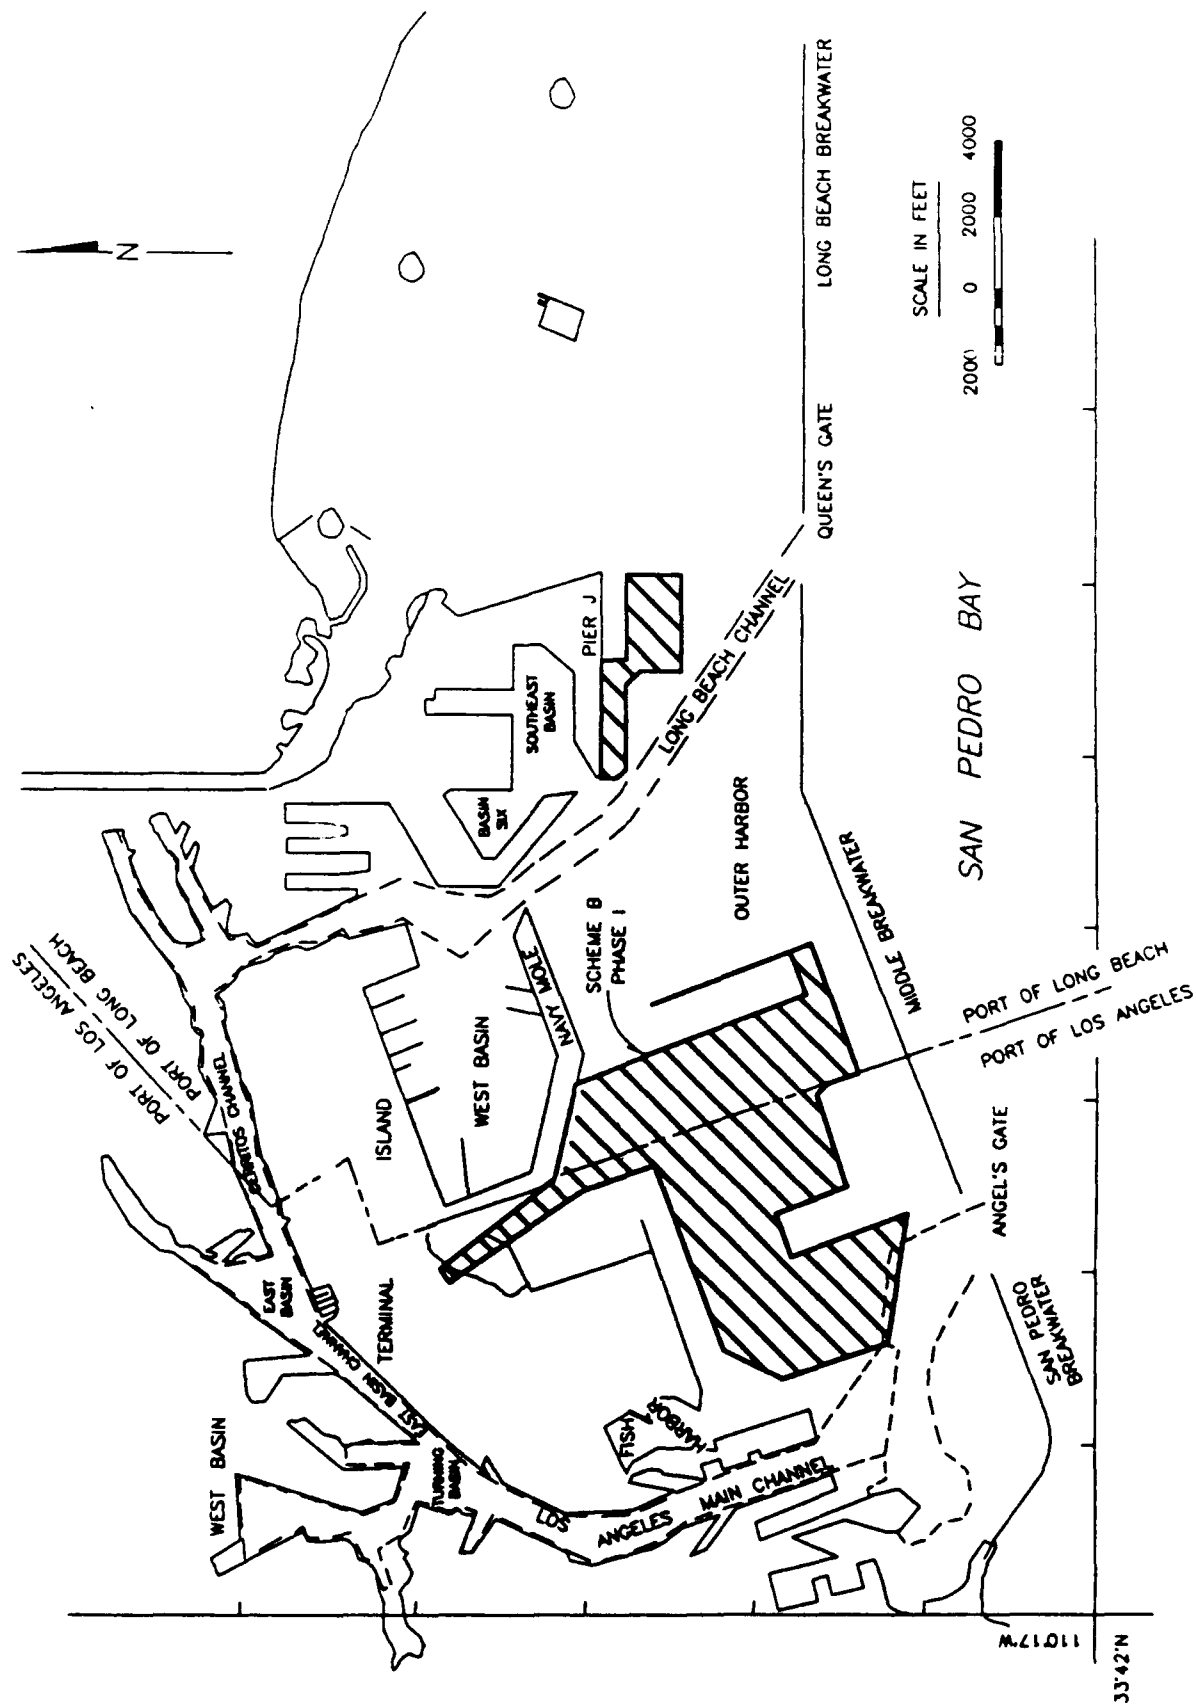 N
PORT OF LOS ANGELES
PORT OF LONG BEACH
WEST BASIN
EAST
BASIN
CERRITOS CHANNEL
EAST BASIN CHANNEL
TURNING
BASIN
TERMINAL
ISLAND
WEST BASIN
NAVY MOLE
BASIN
SIX
SOUTHEAST
BASIN
PIER J
FISH
HARBOR
LOS
ANGELES
MAIN CHANNEL
SCHEME B
PHASE I
OUTER HARBOR
LONG BEACH CHANNEL
QUEEN'S GATE
LONG BEACH BREAKWATER
MIDDLE BREAKWATER
ANGEL'S GATE
SAN PEDRO
BREAKWATER
PORT OF LONG BEACH
PORT OF LOS ANGELES
SAN PEDRO BAY
SCALE IN FEET
2000 0 2000 4000
110°17'W
33°42'N